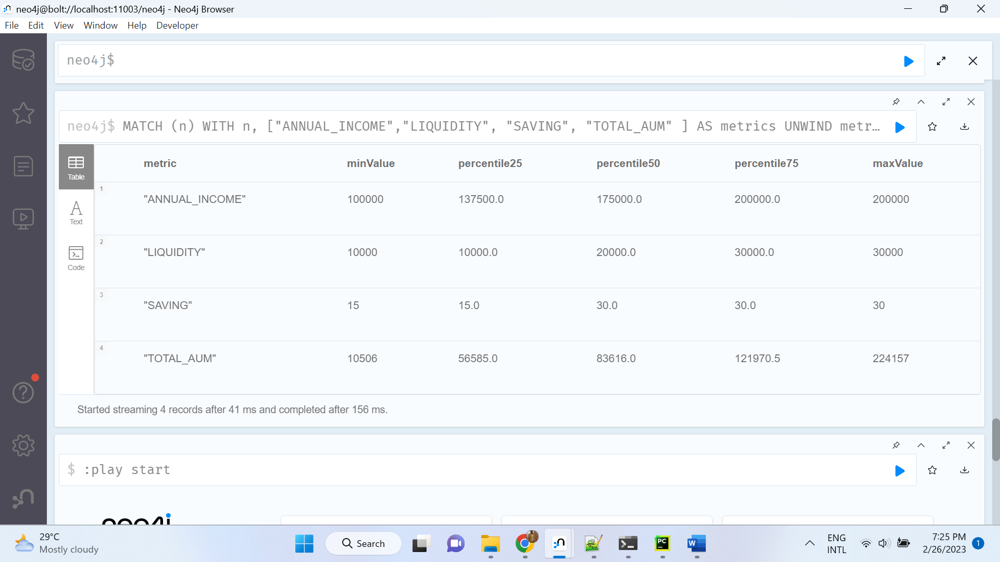 neo4j@bolt://localhost:11003/neo4j - Neo4j Browser
File Edit View Window Help Developer
neo4j$
neo4j$ MATCH (n) WITH n, ["ANNUAL_INCOME","LIQUIDITY", "SAVING", "TOTAL_AUM" ] AS metrics UNWIND metr…
Table
Text
Code
metric minValue percentile25 percentile50 percentile75 maxValue
1 "ANNUAL_INCOME" 100000 137500.0 175000.0 200000.0 200000
2 "LIQUIDITY" 10000 10000.0 20000.0 30000.0 30000
3 "SAVING" 15 15.0 30.0 30.0 30
4 "TOTAL_AUM" 10506 56585.0 83616.0 121970.5 224157
Started streaming 4 records after 41 ms and completed after 156 ms.
$ :play start
neo4j
29°C
Mostly cloudy
Search
PC
W
ENG
INTL
7:25 PM
2/26/2023
1